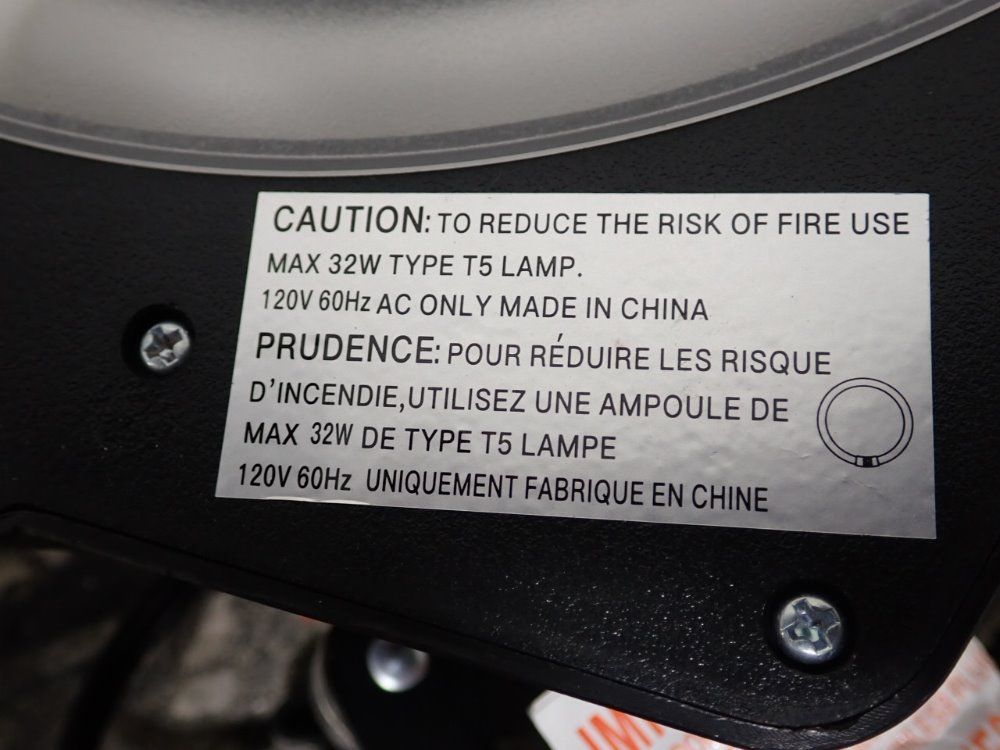 CAUTION: TO REDUCE THE RISK OF FIRE USE
MAX 32W TYPE T5 LAMP.
120V 60Hz AC ONLY MADE IN CHINA
PRUDENCE: POUR RÉDUIRE LES RISQUE
D'INCENDIE,UTILISEZ UNE AMPOULE DE
MAX 32W DE TYPE T5 LAMPE
120V 60Hz UNIQUEMENT FABRIQUE EN CHINE